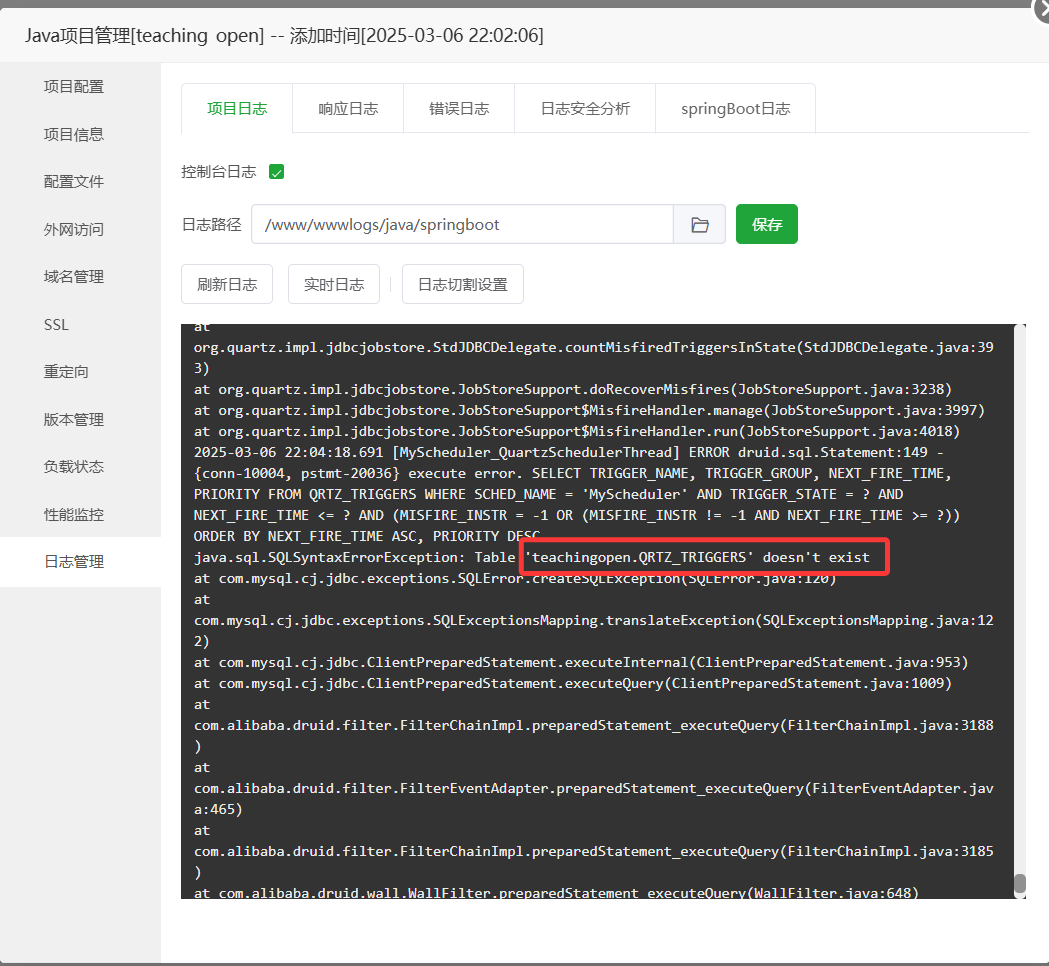 Java项目管理[teaching open] -- 添加时间[2025-03-06 22:02:06]
项目配置
项目信息
配置文件
外网访问
域名管理
SSL
重定向
版本管理
负载状态
性能监控
日志管理
项目日志
响应日志
错误日志
日志安全分析
springBoot日志
控制台日志
日志路径
/www/wwwlogs/java/springboot
保存
刷新日志
实时日志
日志切割设置
at
org.quartz.impl.jdbcjobstore.StdJDBCDelegate.countMisfiredTriggersInState(StdJDBCDelegate.java:39
3)
at org.quartz.impl.jdbcjobstore.JobStoreSupport.doRecoverMisfires(JobStoreSupport.java:3238)
at org.quartz.impl.jdbcjobstore.JobStoreSupport$MisfireHandler.manage(JobStoreSupport.java:3997)
at org.quartz.impl.jdbcjobstore.JobStoreSupport$MisfireHandler.run(JobStoreSupport.java:4018)
2025-03-06 22:04:18.691 [MyScheduler_QuartzSchedulerThread] ERROR druid.sql.Statement:149 -
{conn-10004, pstmt-20036} execute error. SELECT TRIGGER_NAME, TRIGGER_GROUP, NEXT_FIRE_TIME,
PRIORITY FROM QRTZ_TRIGGERS WHERE SCHED_NAME = 'MyScheduler' AND TRIGGER_STATE = ? AND
NEXT_FIRE_TIME <= ? AND (MISFIRE_INSTR = -1 OR (MISFIRE_INSTR != -1 AND NEXT_FIRE_TIME >= ?))
ORDER BY NEXT_FIRE_TIME ASC, PRIORITY DESC
java.sql.SQLSyntaxErrorException: Table 'teachingopen.QRTZ_TRIGGERS' doesn't exist
at com.mysql.cj.jdbc.exceptions.SQLError.createSQLException(SQLError.java:120)
at
com.mysql.cj.jdbc.exceptions.SQLExceptionsMapping.translateException(SQLExceptionsMapping.java:12
2)
at com.mysql.cj.jdbc.ClientPreparedStatement.executeInternal(ClientPreparedStatement.java:953)
at com.mysql.cj.jdbc.ClientPreparedStatement.executeQuery(ClientPreparedStatement.java:1009)
at
com.alibaba.druid.filter.FilterChainImpl.preparedStatement_executeQuery(FilterChainImpl.java:3188
)
at
com.alibaba.druid.filter.FilterEventAdapter.preparedStatement_executeQuery(FilterEventAdapter.jav
a:465)
at
com.alibaba.druid.filter.FilterChainImpl.preparedStatement_executeQuery(FilterChainImpl.java:3185
)
at com.alibaba.druid.wall.WallFilter.preparedStatement_executeQuery(WallFilter.java:648)